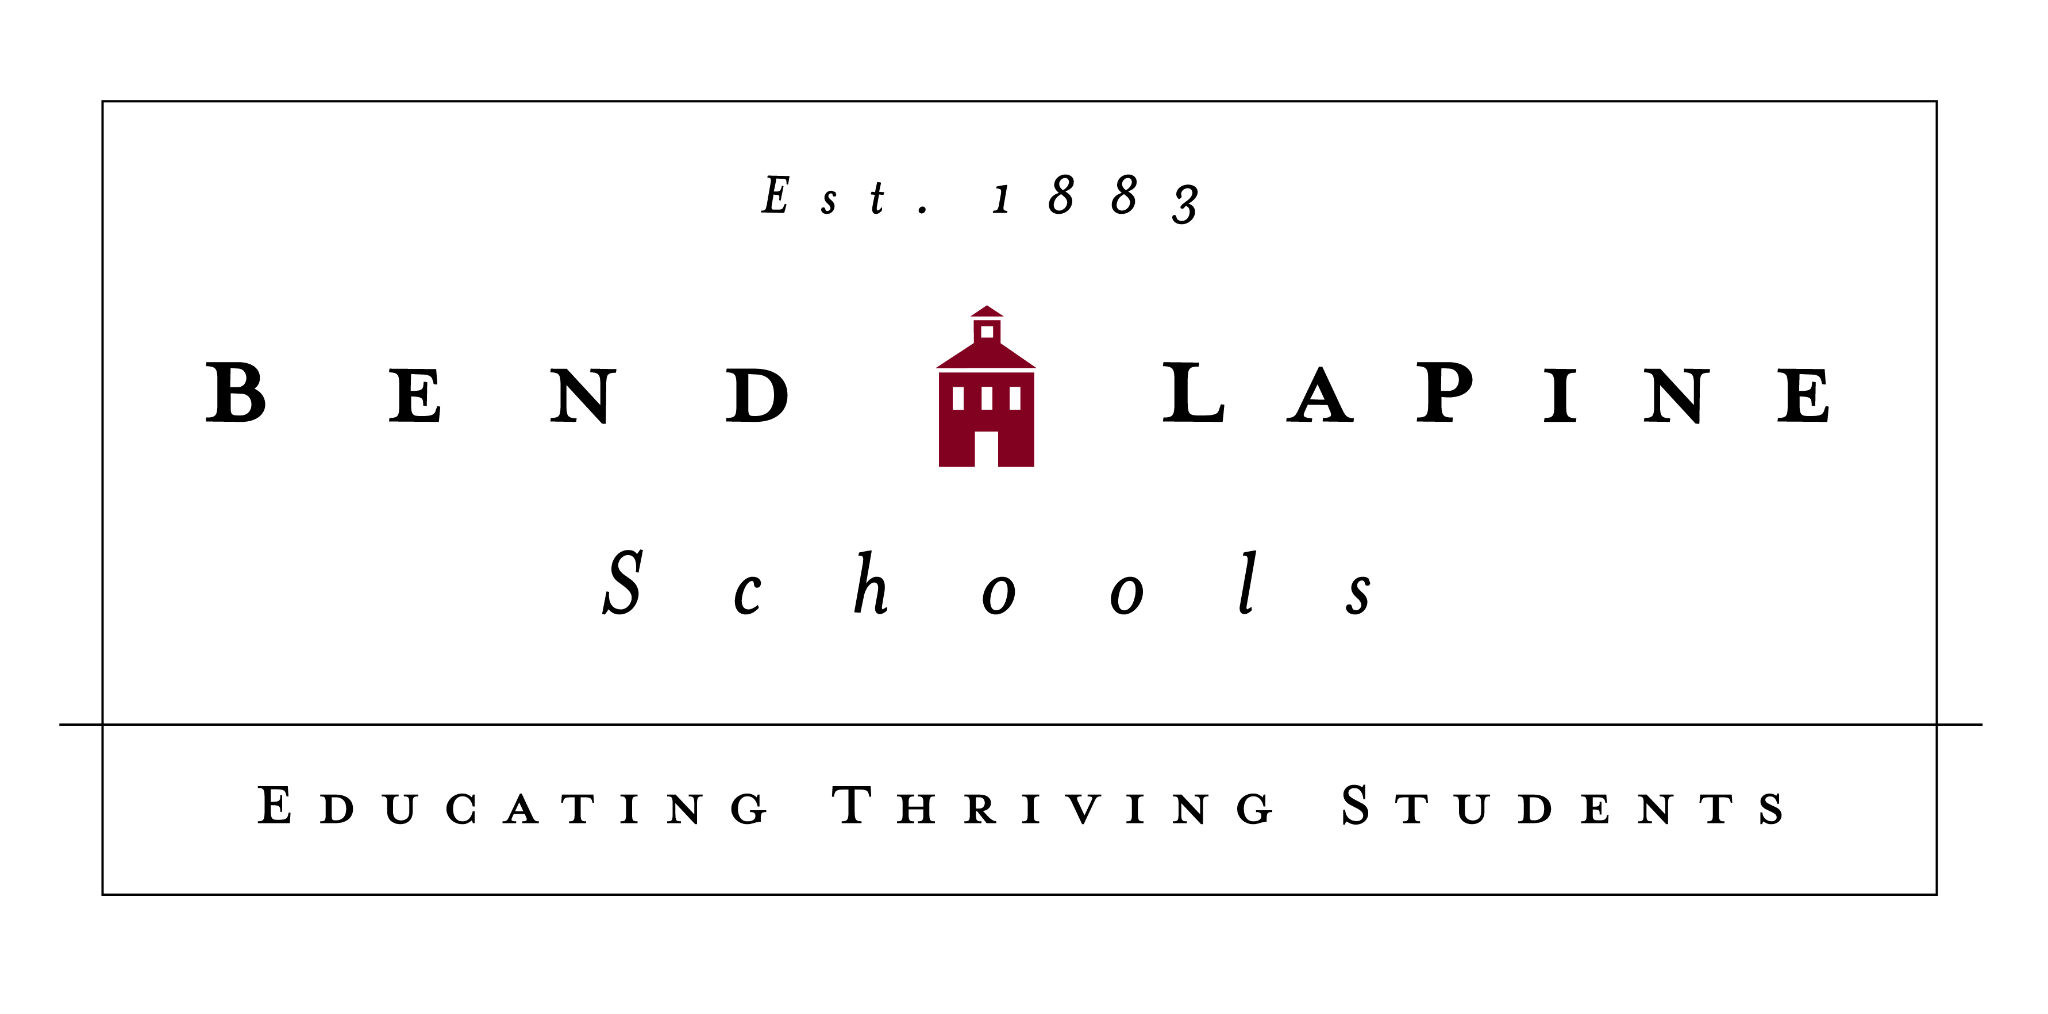 Est. 1883
BEND LAPINE
Schools
EDUCATING THRIVING STUDENTS